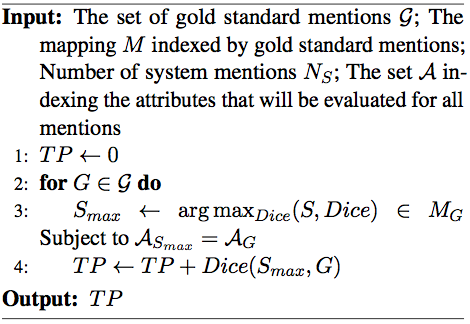 Input: The set of gold standard mentions 𝒢; The
mapping M indexed by gold standard mentions;
Number of system mentions N_S; The set 𝒜 in-
dexing the attributes that will be evaluated for all
mentions
1: TP ← 0
2: for G ∈ 𝒢 do
3: S_max ← arg max_Dice(S, Dice) ∈ M_G
Subject to 𝒜_{S_max} = 𝒜_G
4: TP ← TP + Dice(S_max, G)
Output: TP